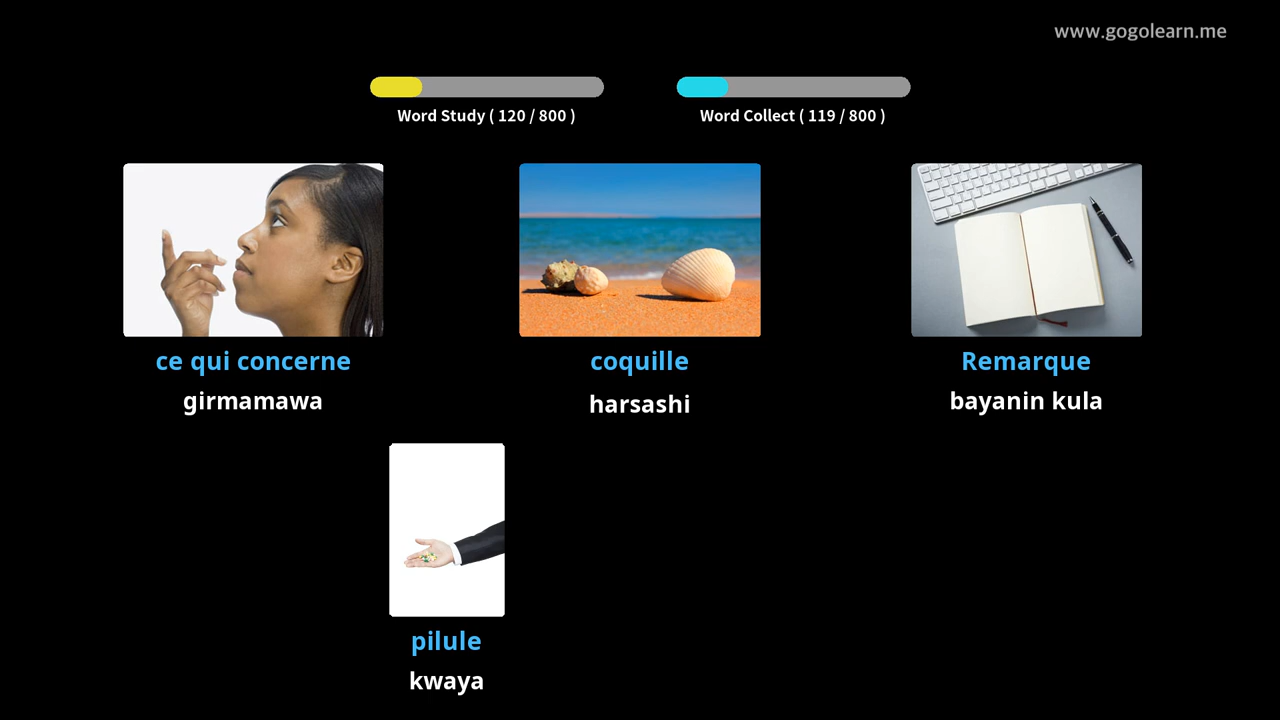 www.gogolearn.me
Word Study ( 120 / 800 )
Word Collect ( 119 / 800 )
ce qui concerne
girmamawa
coquille
harsashi
Remarque
bayanin kula
pilule
kwaya